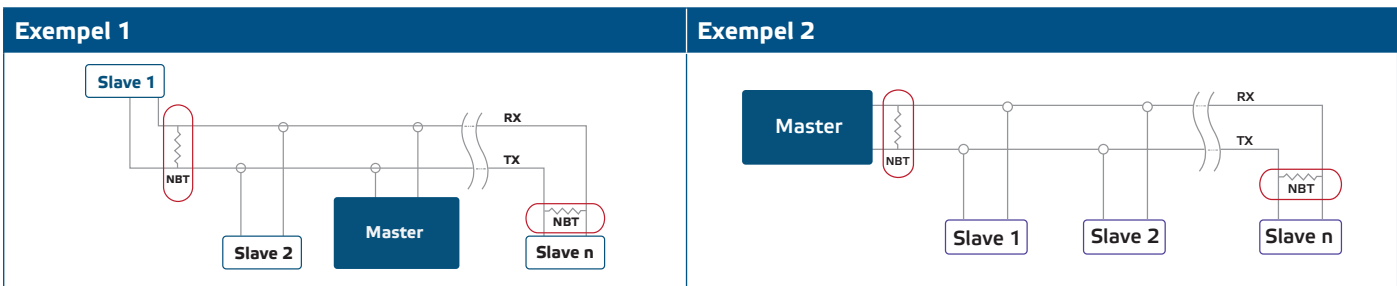 Exempel 1
Slave 1
RX
TX
NBT
NBT
Slave 2
Master
Slave n
Exempel 2
Master
RX
TX
NBT
NBT
Slave 1
Slave 2
Slave n